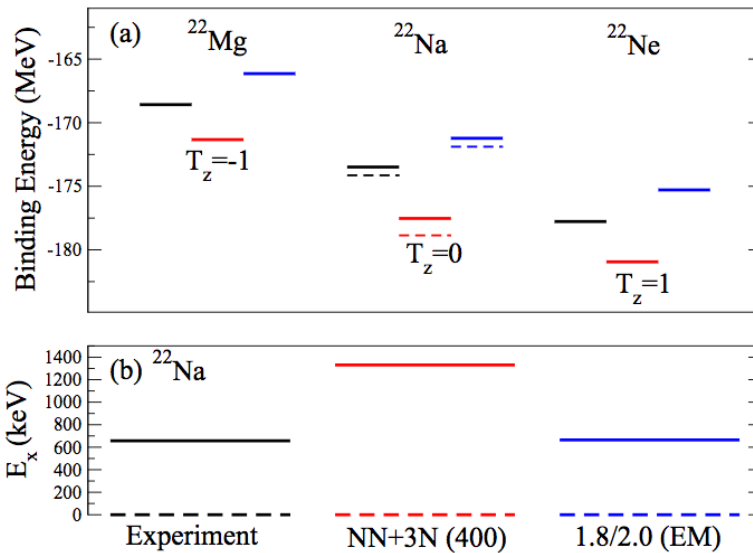 (a)
²²Mg
²²Na
²²Ne
Binding Energy (MeV)
-165
-170
-175
-180
T_z=-1
T_z=0
T_z=1
(b)
²²Na
E_x (keV)
1400
1200
1000
800
600
400
200
0
Experiment
NN+3N (400)
1.8/2.0 (EM)